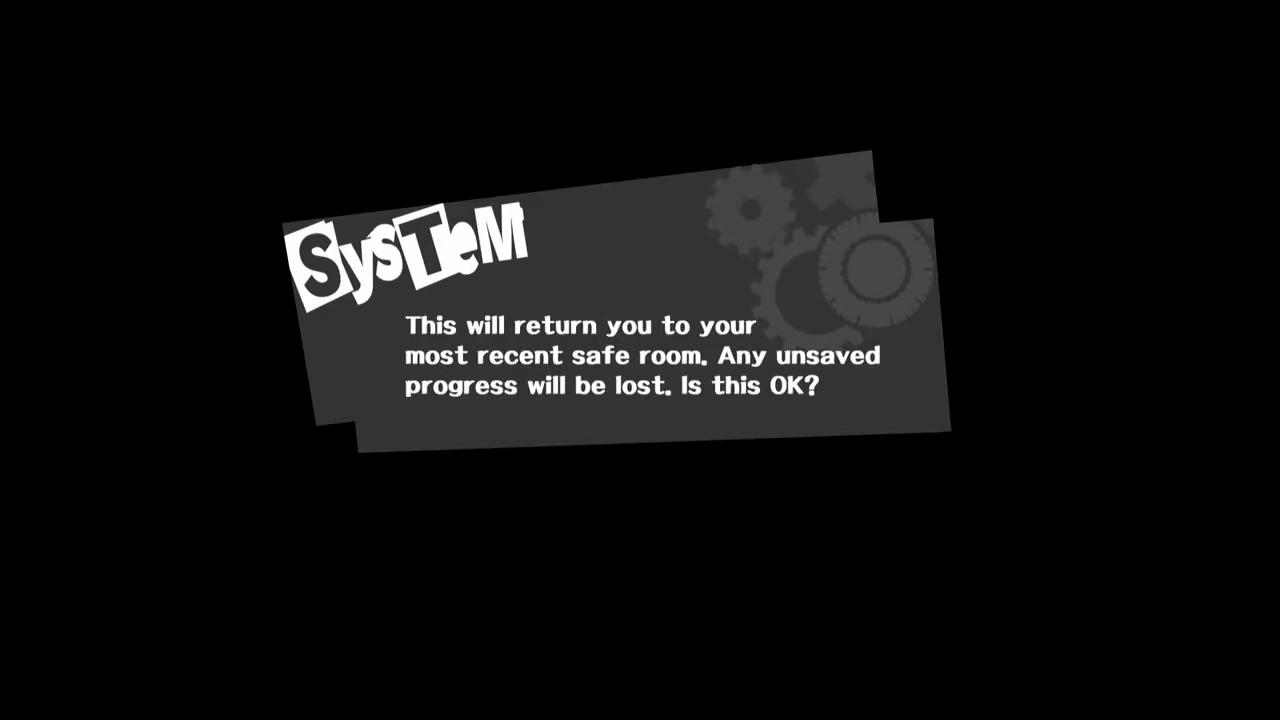 SysTeM
This will return you to your
most recent safe room. Any unsaved
progress will be lost. Is this OK?